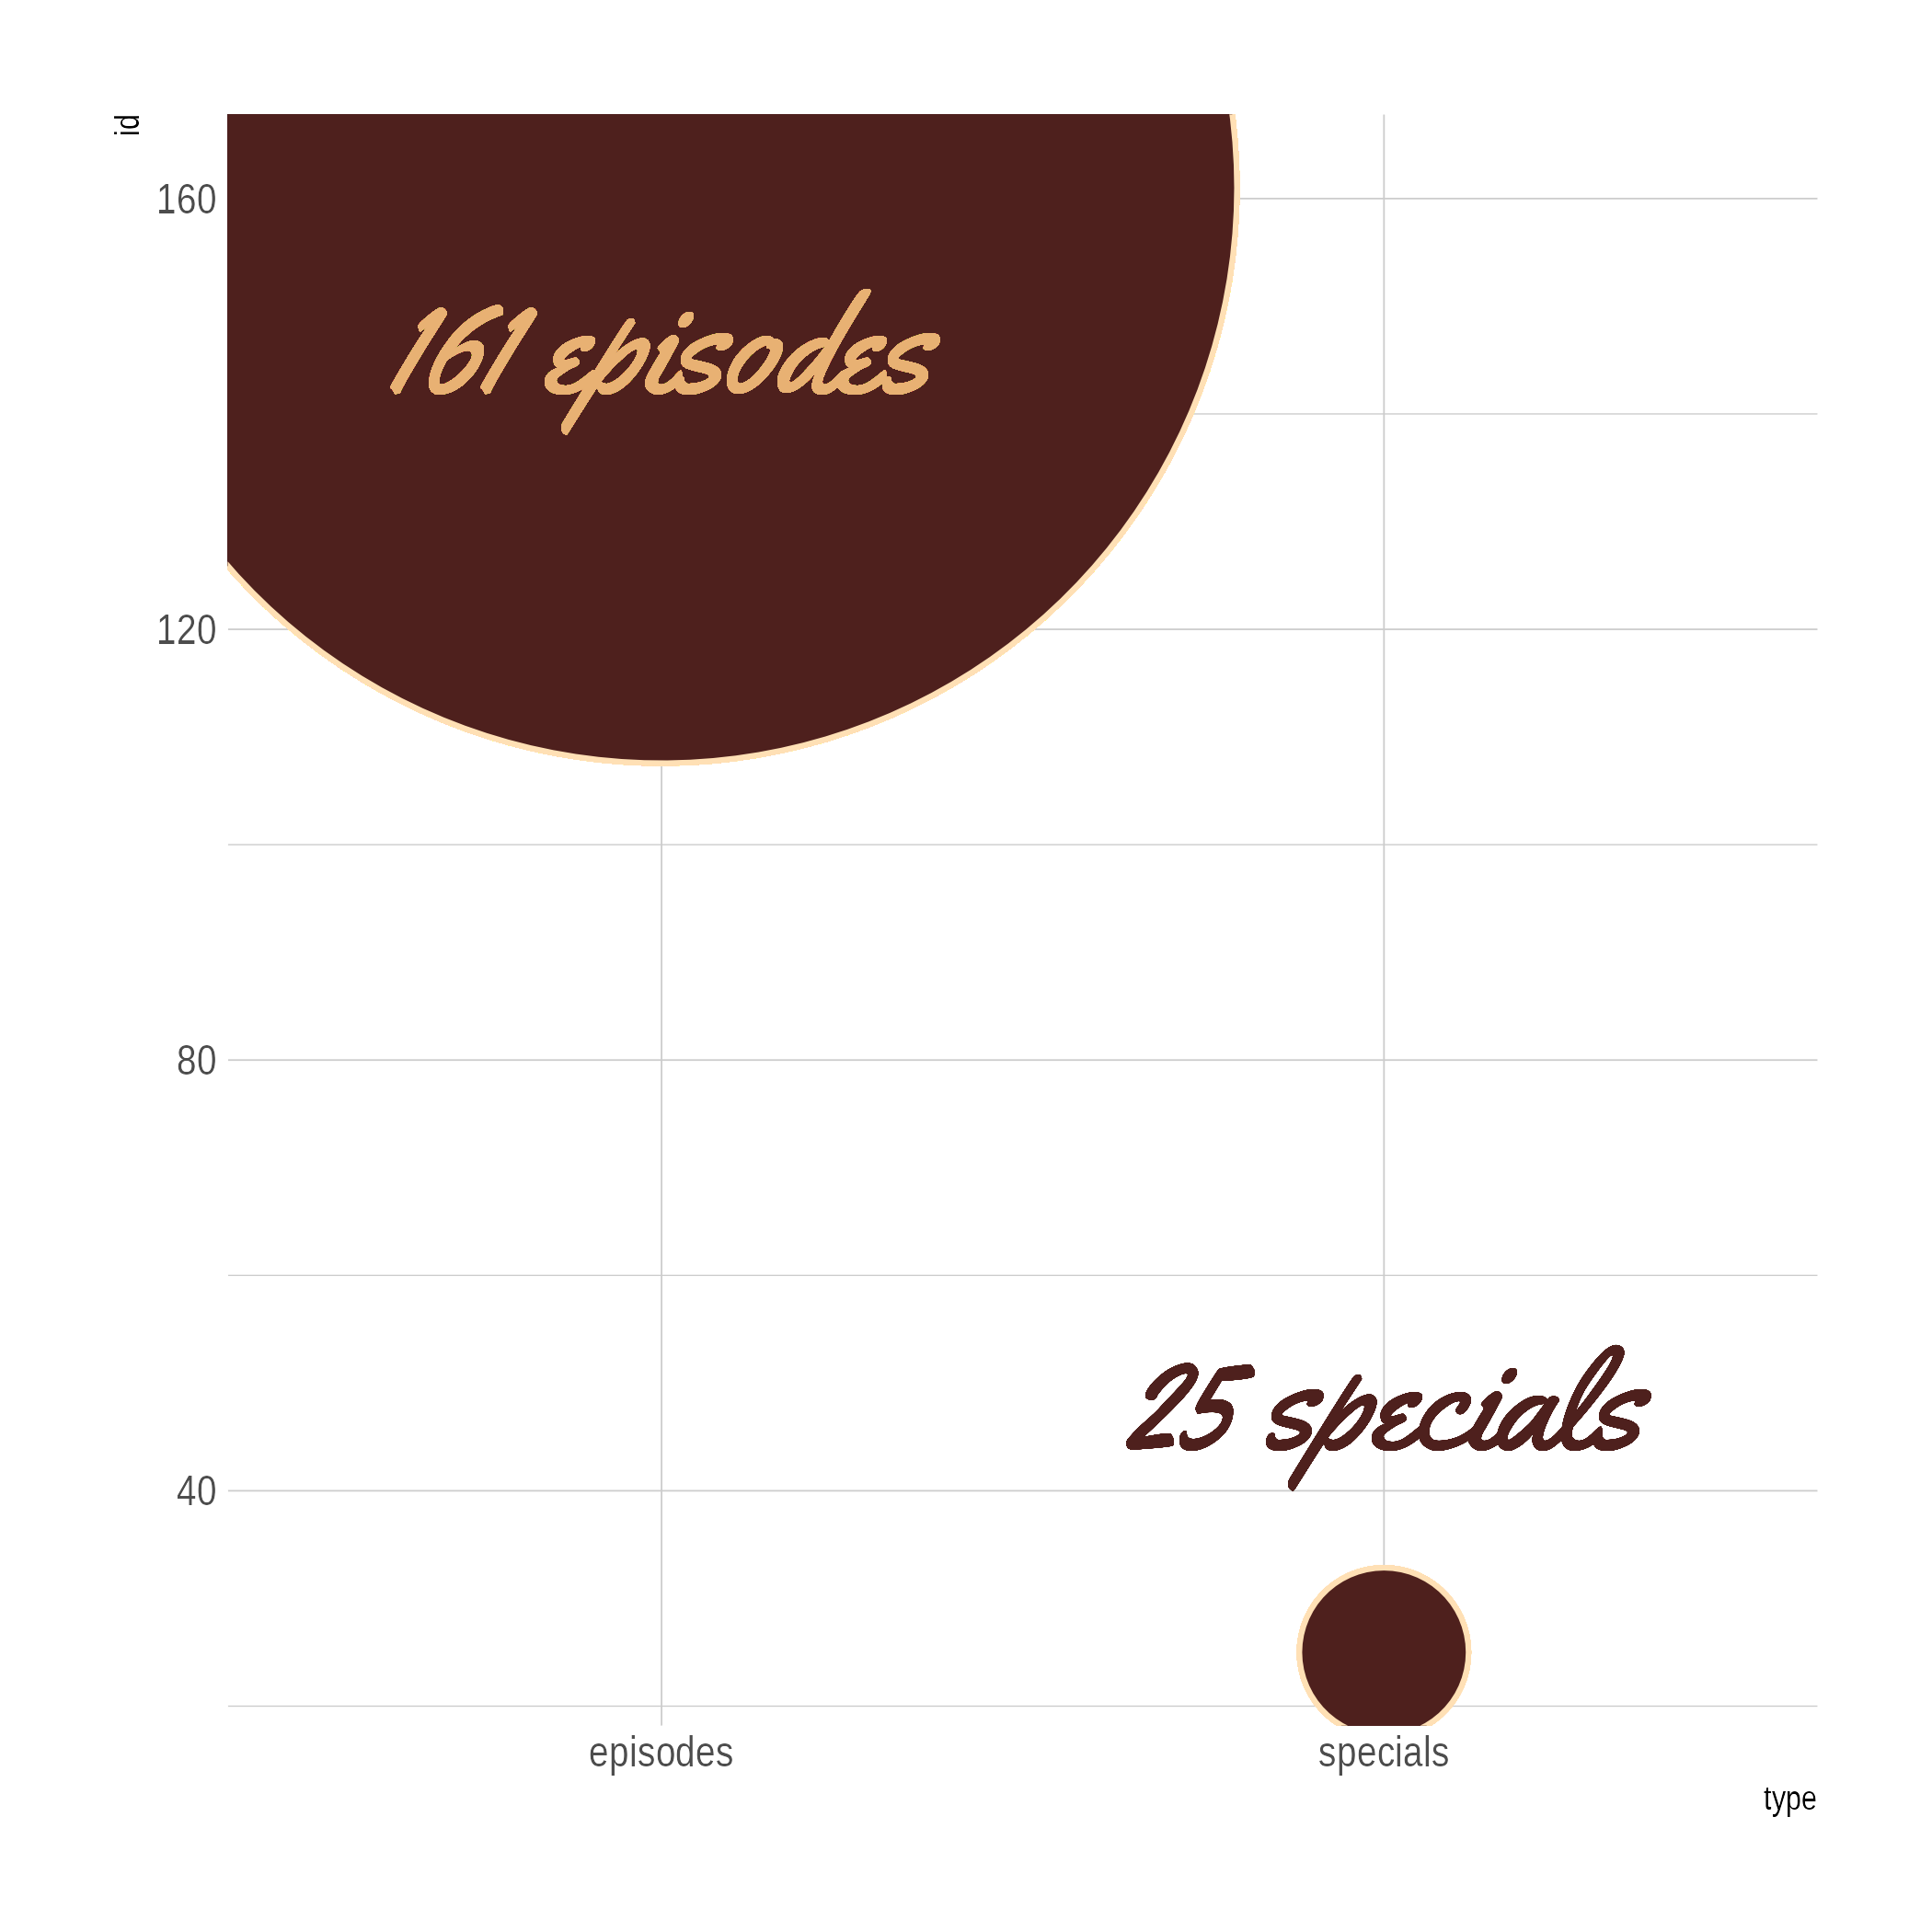 id
160
161 episodes
120
80
25 specials
40
episodes specials
type